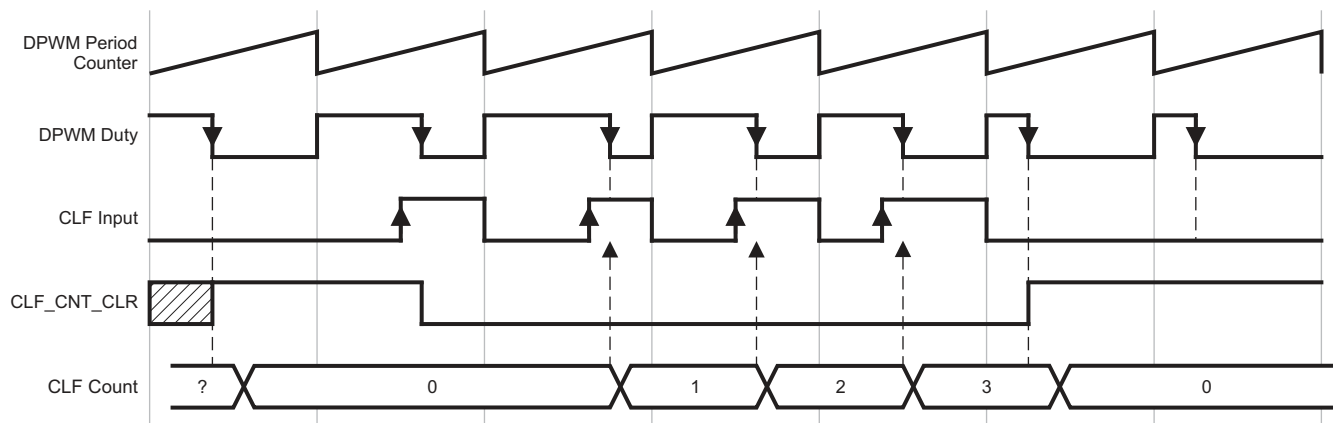 DPWM Period
Counter
DPWM Duty
CLF Input
CLF_CNT_CLR
CLF Count
?
0
1
2
3
0